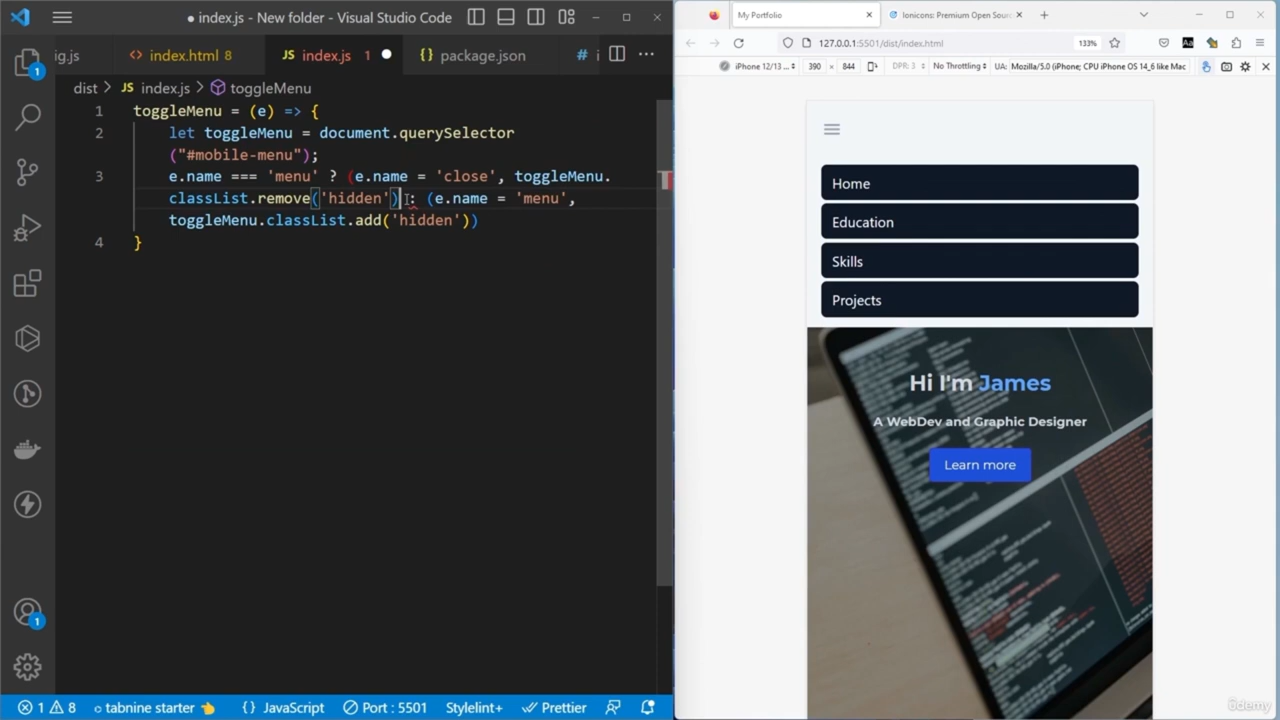 index.js - New folder - Visual Studio Code
ig.js
index.html 8
JS index.js 1
{} package.json
# i
dist > JS index.js > toggleMenu
1 toggleMenu = (e) => {
2 let toggleMenu = document.querySelector
("#mobile-menu");
3 e.name === 'menu' ? (e.name = 'close', toggleMenu.
classList.remove('hidden') : (e.name = 'menu',
toggleMenu.classList.add('hidden'))
4 }
1
1
1 8 tabnine starter {} JavaScript Port : 5501 Stylelint+ Prettier
My Portfolio
Ionicons: Premium Open Sour
127.0.0.1:5501/dist/index.html
133%
Aa
iPhone 12/13 ... 390 × 844 DPR: 3 No Throttling UA: Mozilla/5.0 (iPhone; CPU iPhone OS 14_6 like Mac
Home
Education
Skills
Projects
Hi I'm James
A WebDev and Graphic Designer
Learn more
ûdemy